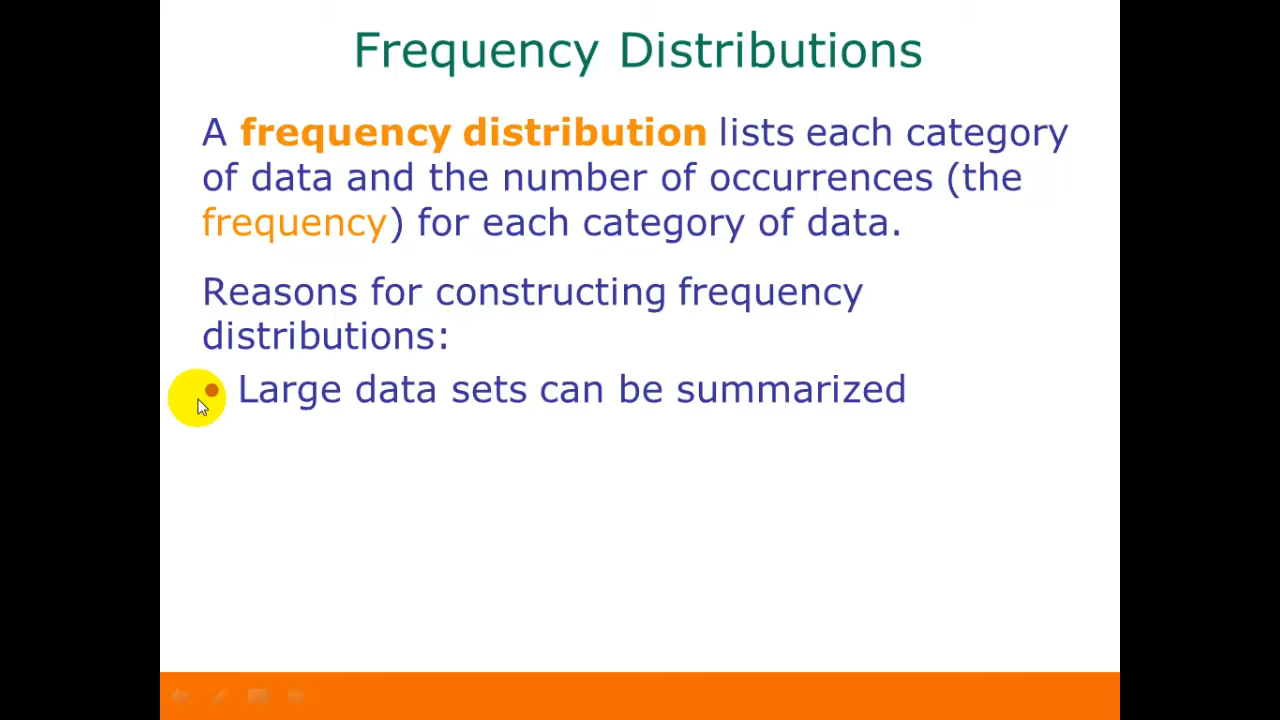 Frequency Distributions
A frequency distribution lists each category
of data and the number of occurrences (the
frequency) for each category of data.
Reasons for constructing frequency
distributions:
Large data sets can be summarized